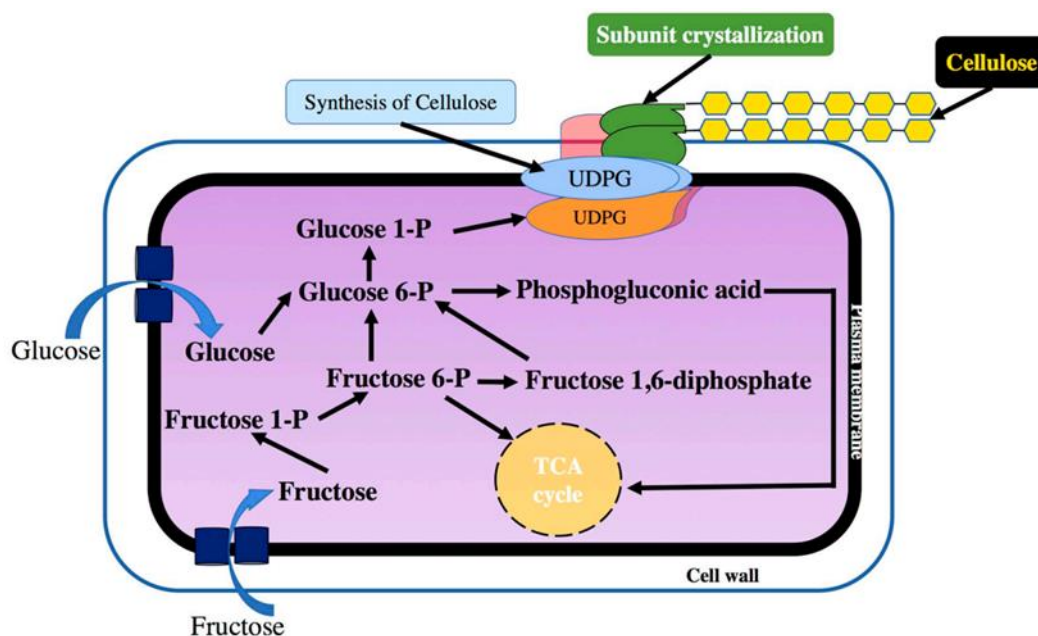 Subunit crystallization
Cellulose
Synthesis of Cellulose
UDPG
UDPG
Glucose 1-P
Glucose 6-P
Phosphogluconic acid
Glucose
Glucose
Fructose 6-P
Fructose 1,6-diphosphate
Plasma membrane
Fructose 1-P
TCA
cycle
Fructose
Cell wall
Fructose